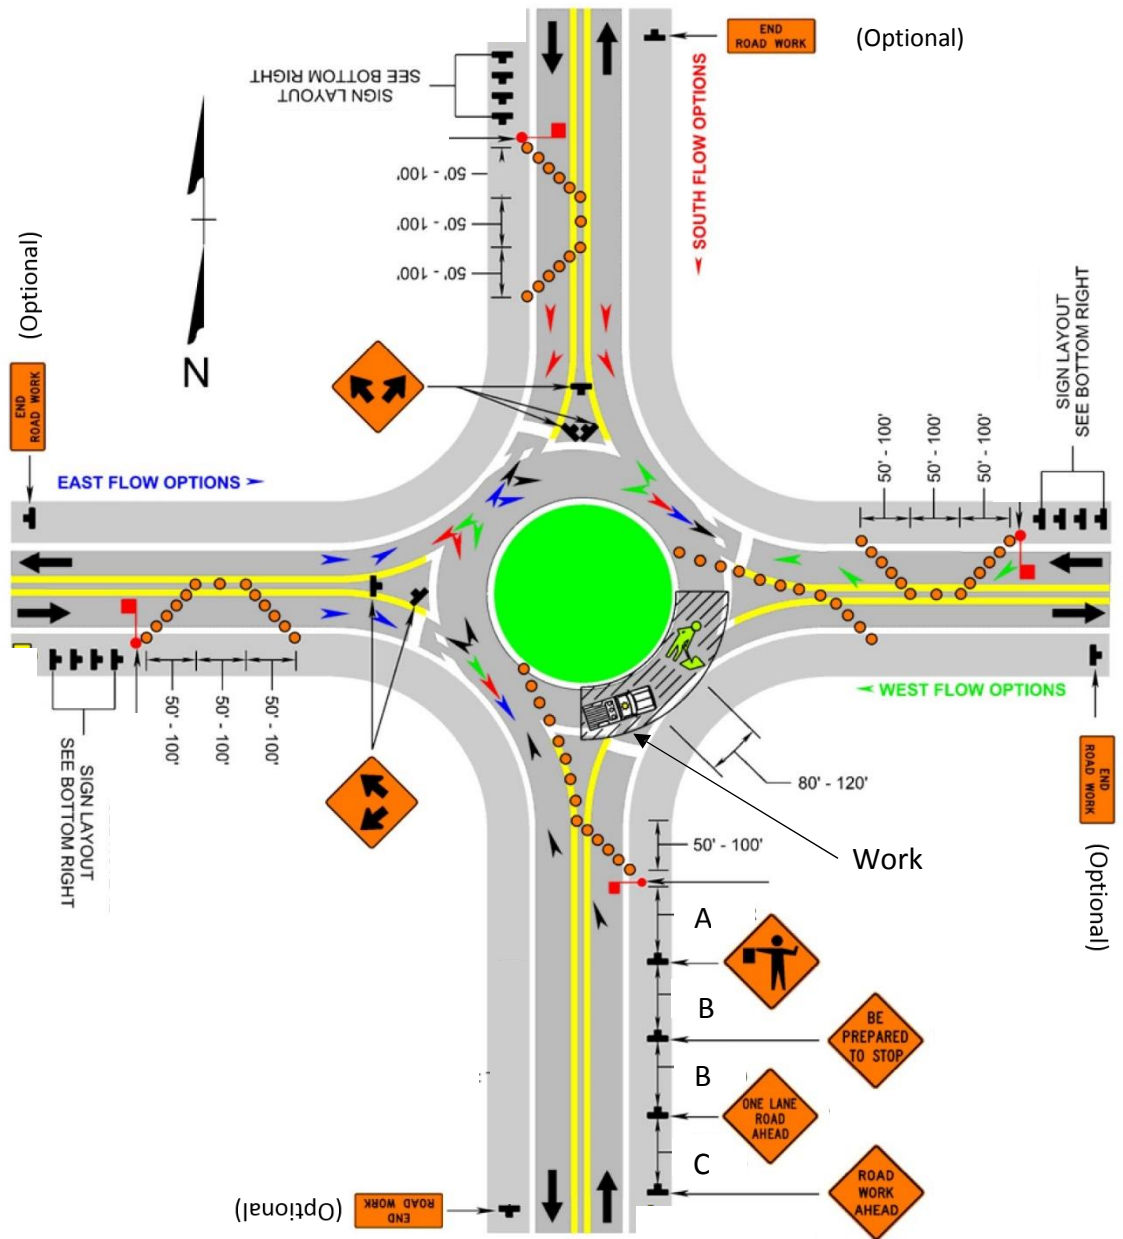 END
ROAD WORK
(Optional)
SIGN LAYOUT
SEE BOTTOM RIGHT
50' - 100'
50' - 100'
50' - 100'
SOUTH FLOW OPTIONS
(Optional)
END
ROAD WORK
N
EAST FLOW OPTIONS
SIGN LAYOUT
SEE BOTTOM RIGHT
50' - 100'
50' - 100'
50' - 100'
50' - 100'
50' - 100'
50' - 100'
SIGN LAYOUT
SEE BOTTOM RIGHT
WEST FLOW OPTIONS
END
ROAD WORK
(Optional)
80' - 120'
50' - 100'
Work
A
B
BE
PREPARED
TO STOP
B
ONE LANE
ROAD
AHEAD
C
ROAD
WORK
AHEAD
(Optional)
END
ROAD WORK